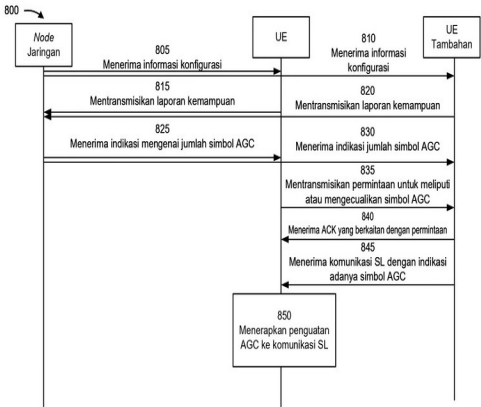 800
Node
Jaringan
UE
UE
Tambahan
805
Menerima informasi konfigurasi
810
Menerima informasi
konfigurasi
815
Mentransmisikan laporan kemampuan
820
Mentransmisikan laporan kemampuan
825
Menerima indikasi mengenai jumlah simbol AGC
830
Menerima indikasi jumlah simbol AGC
835
Mentransmisikan permintaan untuk meliputi
atau mengecualikan simbol AGC
840
Menerima ACK yang berkaitan dengan permintaan
845
Menerima komunikasi SL dengan indikasi
adanya simbol AGC
850
Menerapkan penguatan
AGC ke komunikasi SL